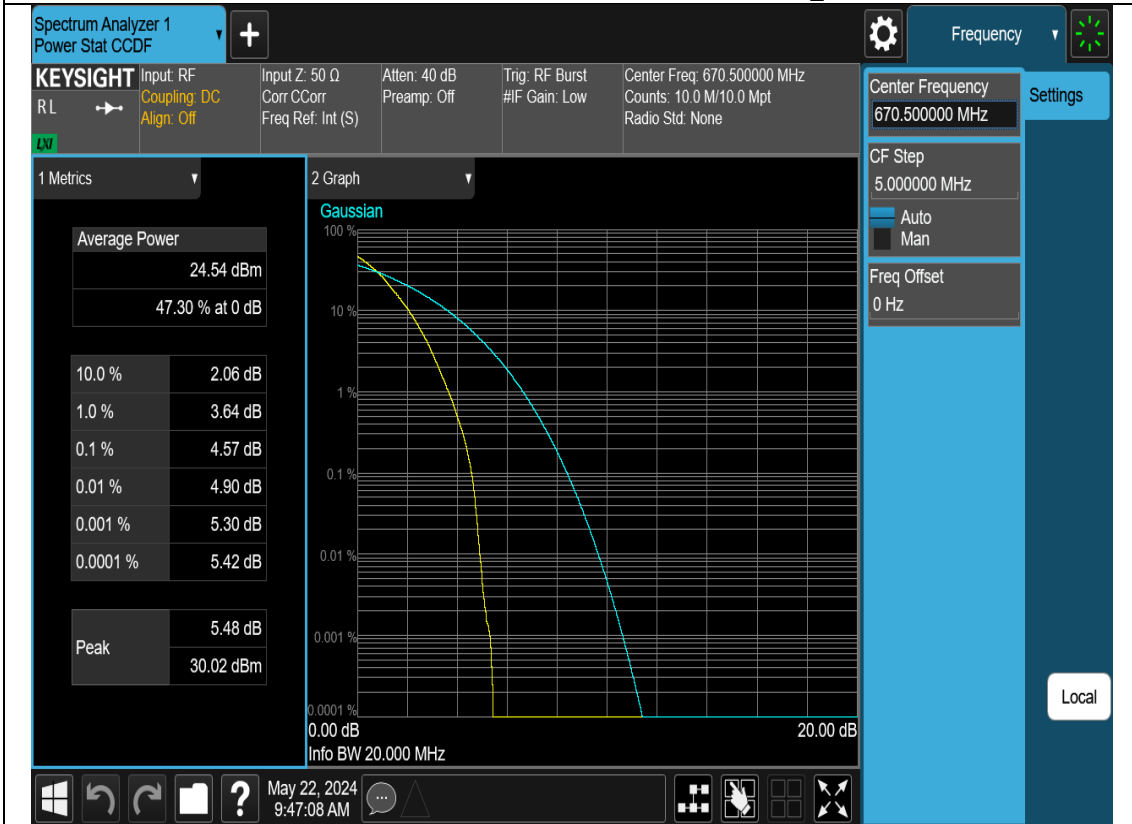 Spectrum Analyzer 1
Power Stat CCDF
Frequency
KEYSIGHT
RL
LXI
Input: RF
Coupling: DC
Align: Off
Input Z: 50 Ω
Corr CCorr
Freq Ref: Int (S)
Atten: 40 dB
Preamp: Off
Trig: RF Burst
#IF Gain: Low
Center Freq: 670.500000 MHz
Counts: 10.0 M/10.0 Mpt
Radio Std: None
Center Frequency
670.500000 MHz
Settings
CF Step
5.000000 MHz
Auto
Man
Freq Offset
0 Hz
1 Metrics
Average Power
24.54 dBm
47.30 % at 0 dB
10.0 % 2.06 dB
1.0 % 3.64 dB
0.1 % 4.57 dB
0.01 % 4.90 dB
0.001 % 5.30 dB
0.0001 % 5.42 dB
Peak
5.48 dB
30.02 dBm
2 Graph
Gaussian
100 %
10 %
1 %
0.1 %
0.01 %
0.001 %
0.0001 %
0.00 dB 20.00 dB
Info BW 20.000 MHz
Local
?
May 22, 2024
9:47:08 AM